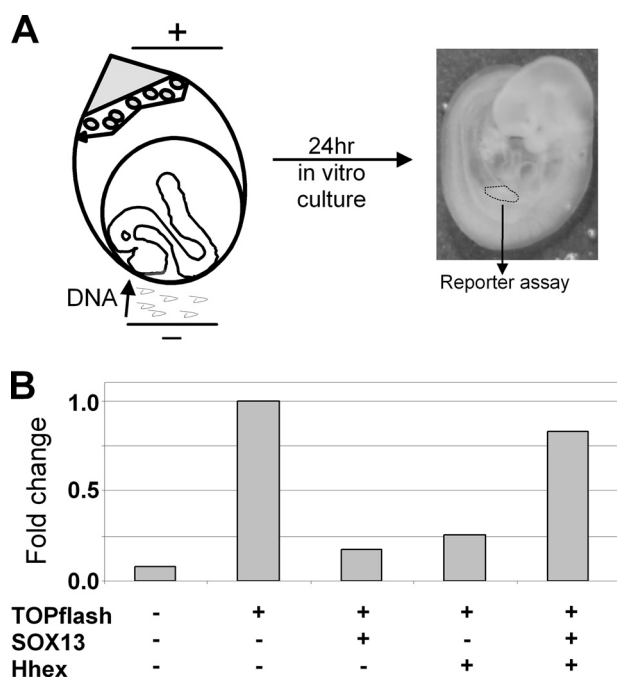 A
+
24hr
in vitro
culture
DNA
−
Reporter assay
B
Fold change
1.0
0.5
0.0
TOPflash - + + + +
SOX13 - - + - +
Hhex - - - + +